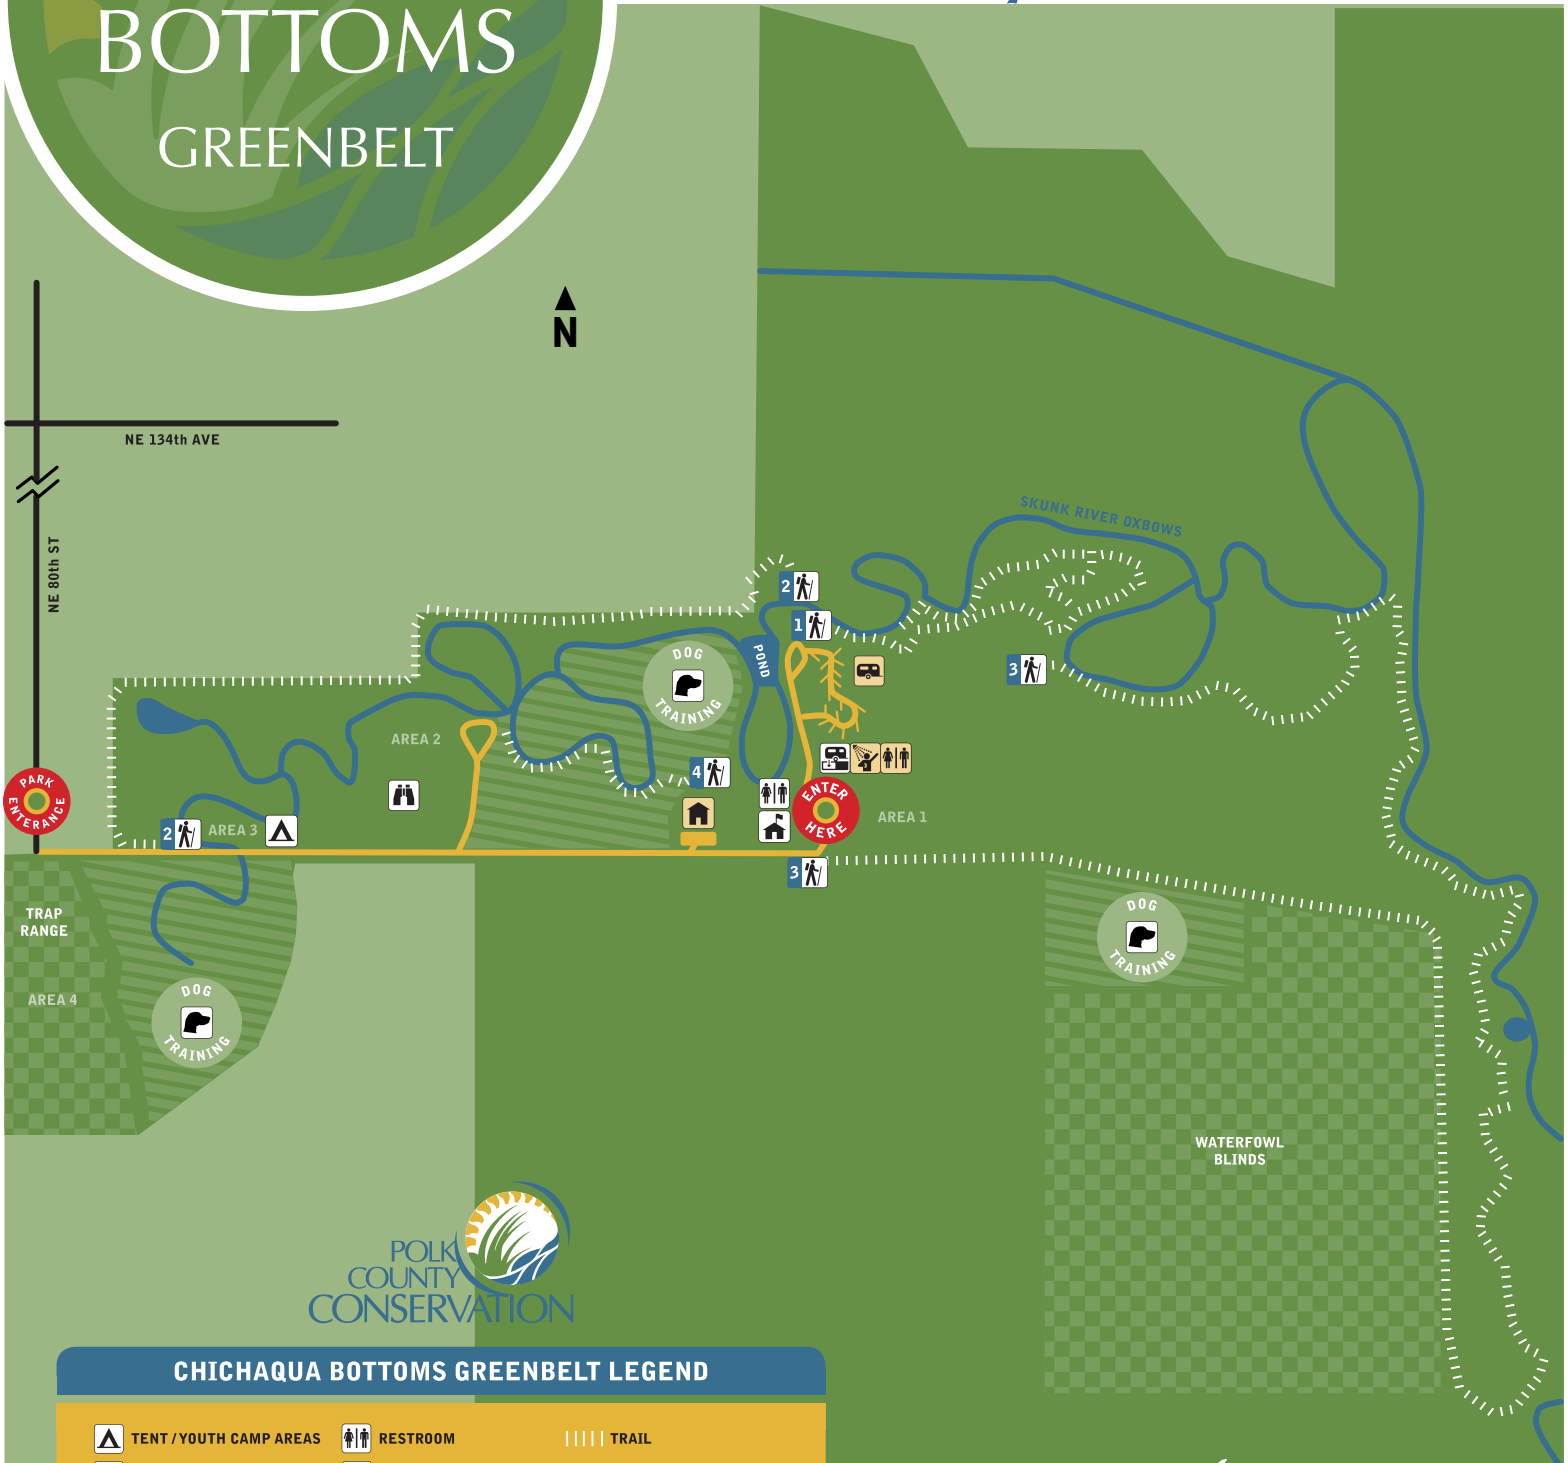 BOTTOMS
GREENBELT
N
NE 134th AVE
NE 80th ST
SKUNK RIVER OXBOWS
2
1
POND
DOG
TRAINING
3
AREA 2
4
PARK
ENTERANCE
2
AREA 3
ENTER
HERE
AREA 1
3
TRAP
RANGE
AREA 4
DOG
TRAINING
DOG
TRAINING
WATERFOWL
BLINDS
POLK
COUNTY
CONSERVATION
CHICHAQUA BOTTOMS GREENBELT LEGEND
TENT / YOUTH CAMP AREAS
RESTROOM
TRAIL